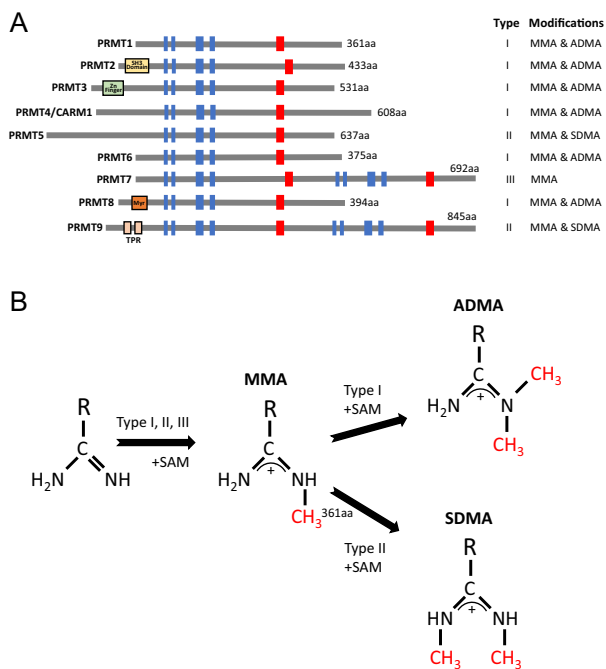 A
Type Modifications
PRMT1 361aa I MMA & ADMA
PRMT2 SH3 Domain 433aa I MMA & ADMA
PRMT3 Zn Finger 531aa I MMA & ADMA
PRMT4/CARM1 608aa I MMA & ADMA
PRMT5 637aa II MMA & SDMA
PRMT6 375aa I MMA & ADMA
PRMT7 692aa III MMA
PRMT8 Myr 394aa I MMA & ADMA
PRMT9 845aa II MMA & SDMA
TPR
B
ADMA
R
CH3
C
H2N + N
CH3
MMA
R
C
H2N + NH
CH3 361aa
Type I, II, III
+SAM
R
C
H2N NH
Type I
+SAM
Type II
+SAM
SDMA
R
C
HN + NH
CH3 CH3